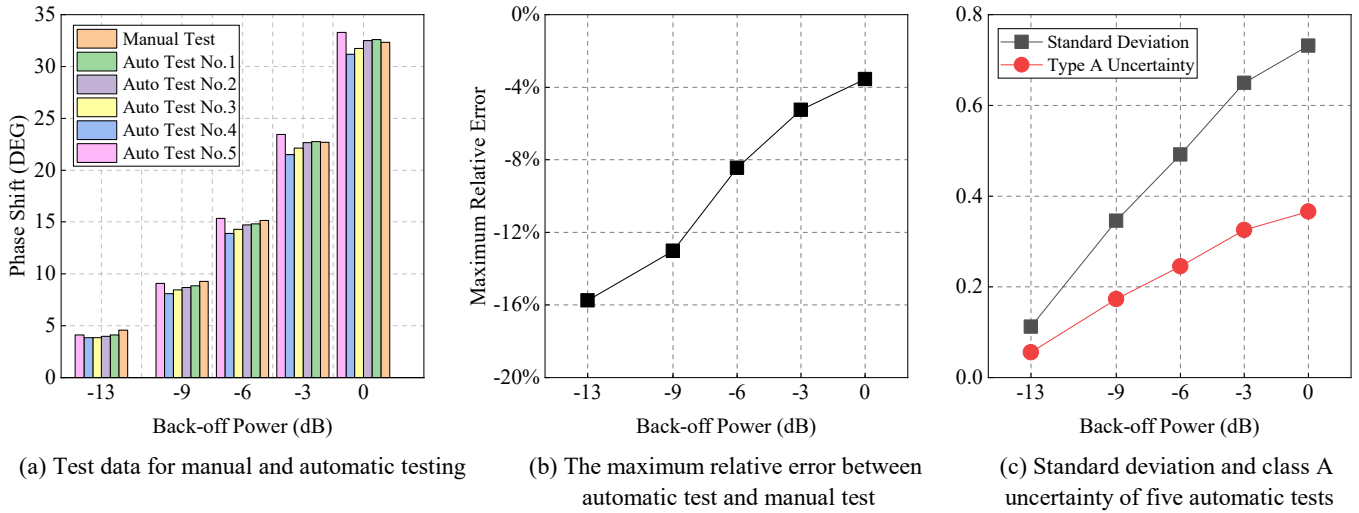 Phase Shift (DEG)
35
30
25
20
15
10
5
0
Manual Test
Auto Test No.1
Auto Test No.2
Auto Test No.3
Auto Test No.4
Auto Test No.5
-13 -9 -6 -3 0
Back-off Power (dB)
(a) Test data for manual and automatic testing
Maximum Relative Error
0%
-4%
-8%
-12%
-16%
-20%
-13 -9 -6 -3 0
Back-off Power (dB)
(b) The maximum relative error between
automatic test and manual test
0.8
0.6
0.4
0.2
0.0
Standard Deviation
Type A Uncertainty
-13 -9 -6 -3 0
Back-off Power (dB)
(c) Standard deviation and class A
uncertainty of five automatic tests